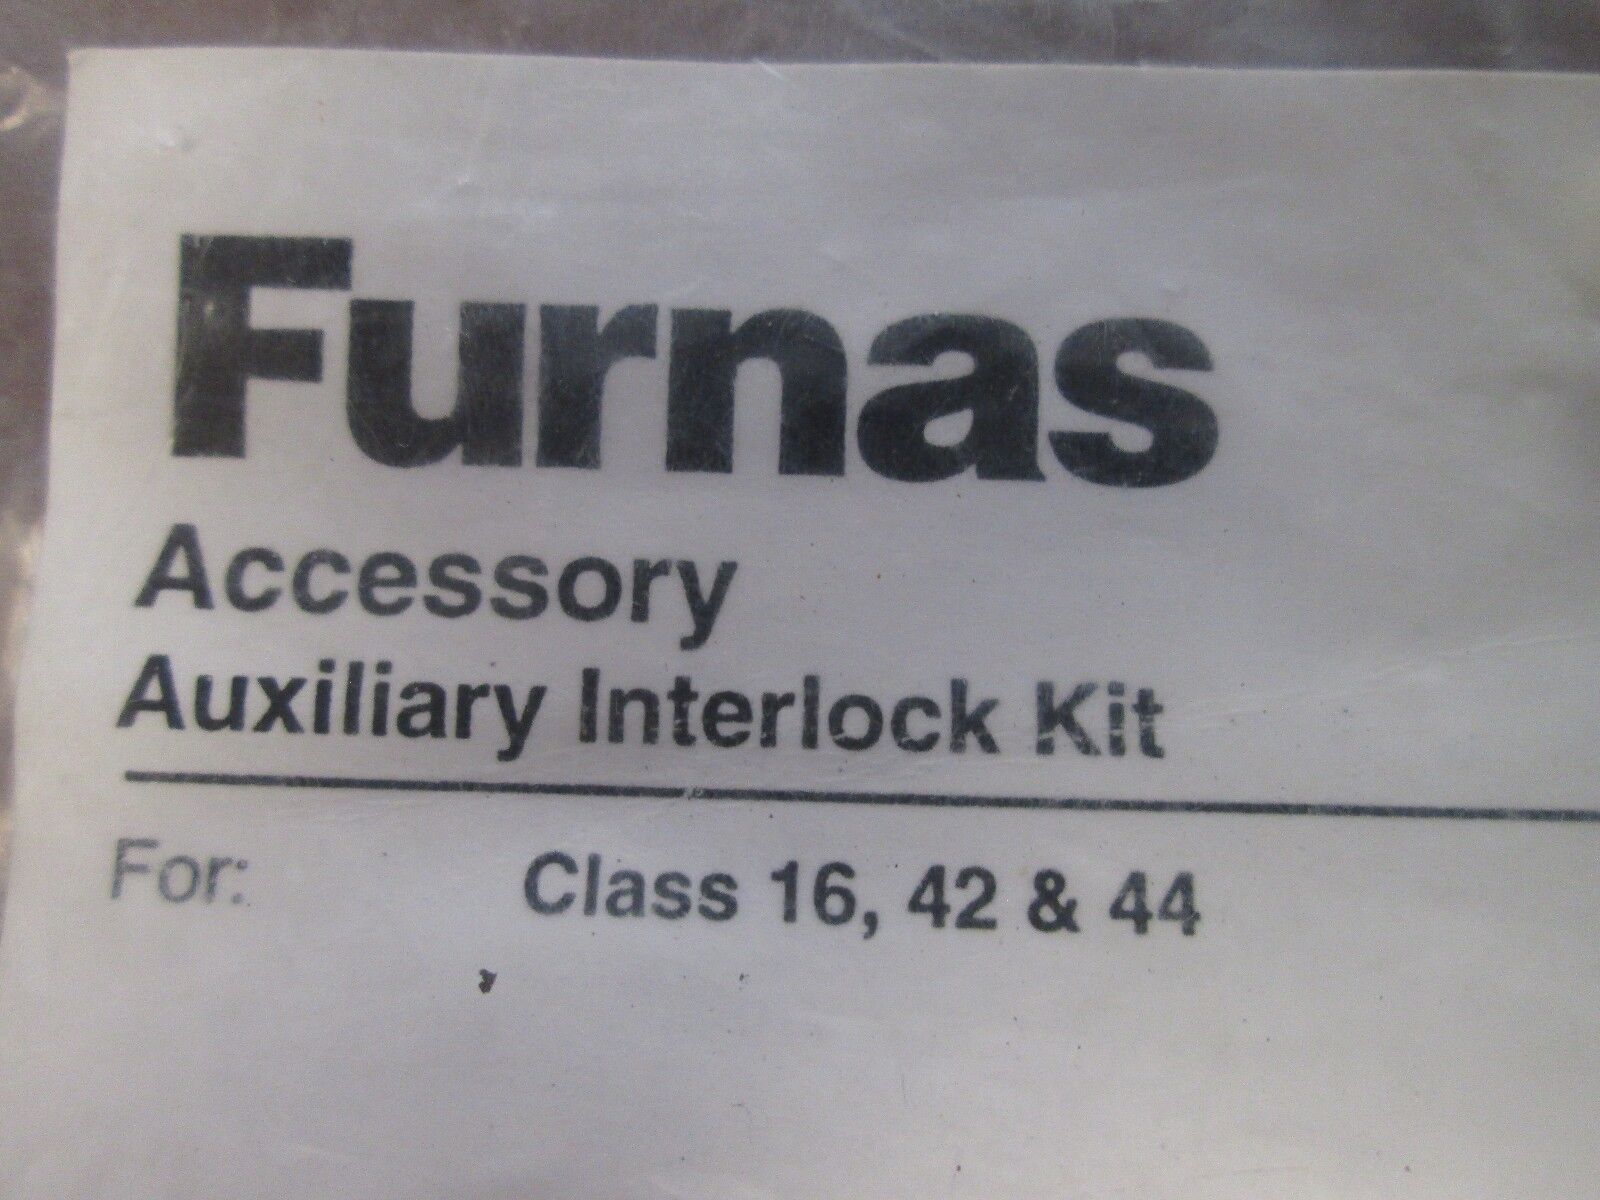 Furnas
Accessory
Auxiliary Interlock Kit
For: Class 16, 42 & 44